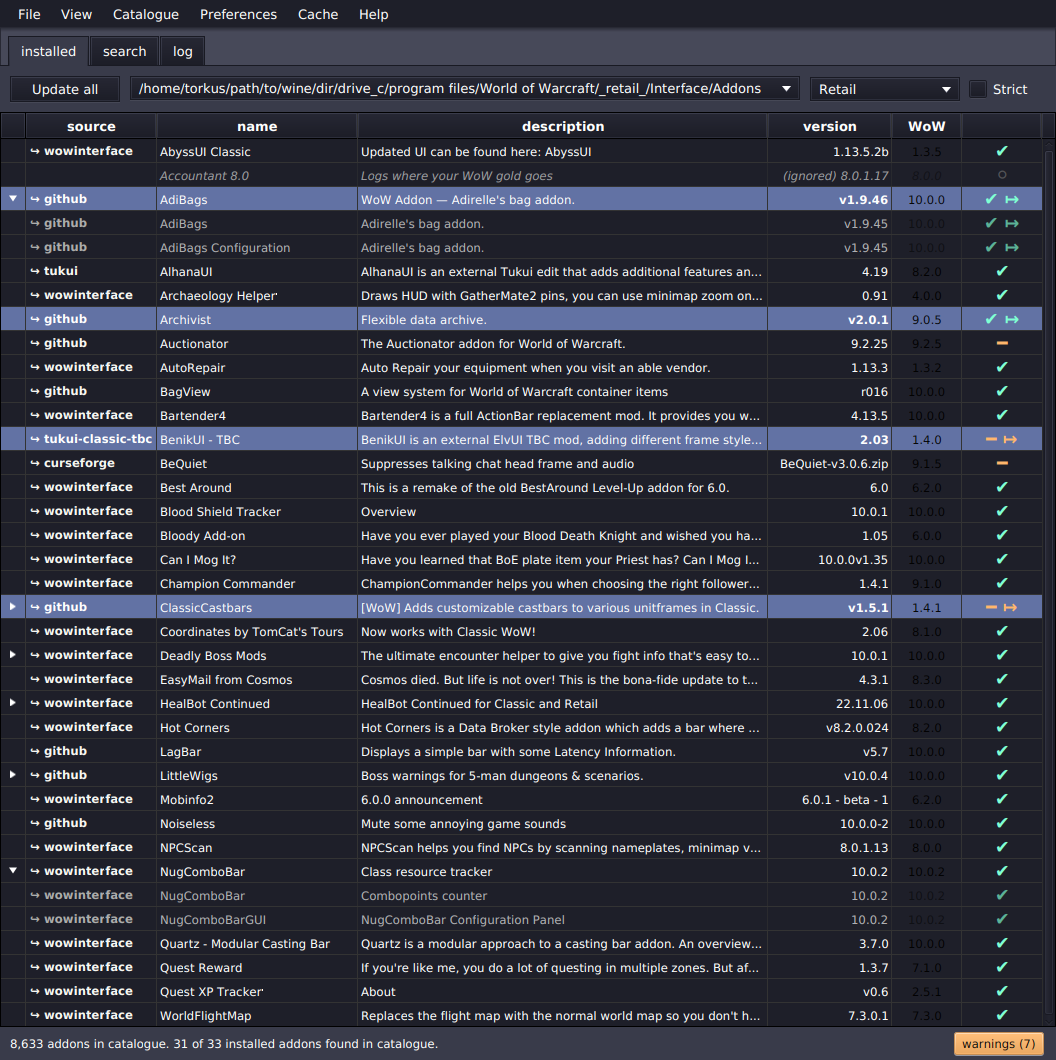 File View Catalogue Preferences Cache Help
installed search log
Update all /home/torkus/path/to/wine/dir/drive_c/program files/World of Warcraft/_retail_/Interface/Addons Retail Strict
source name description version WoW
↪ wowinterface AbyssUI Classic Updated UI can be found here: AbyssUI 1.13.5.2b 1.3.5 ✔
Accountant 8.0 Logs where your WoW gold goes (ignored) 8.0.1.17 8.0.0 ○
▼ ↪ github AdiBags WoW Addon — Adirelle's bag addon. v1.9.46 10.0.0 ✔ ↦
↪ github AdiBags Adirelle's bag addon. v1.9.45 10.0.0 ✔ ↦
↪ github AdiBags Configuration Adirelle's bag addon. v1.9.45 10.0.0 ✔ ↦
↪ tukui AlhanaUI AlhanaUI is an external Tukui edit that adds additional features an... 4.19 8.2.0 ✔
↪ wowinterface Archaeology Helper' Draws HUD with GatherMate2 pins, you can use minimap zoom on... 0.91 4.0.0 ✔
↪ github Archivist Flexible data archive. v2.0.1 9.0.5 ✔ ↦
↪ github Auctionator The Auctionator addon for World of Warcraft. 9.2.25 9.2.5 ━
↪ wowinterface AutoRepair Auto Repair your equipment when you visit an able vendor. 1.13.3 1.3.2 ✔
↪ github BagView A view system for World of Warcraft container items r016 10.0.0 ✔
↪ wowinterface Bartender4 Bartender4 is a full ActionBar replacement mod. It provides you w... 4.13.5 10.0.0 ✔
↪ tukui-classic-tbc BenikUI - TBC BenikUI is an external ElvUI TBC mod, adding different frame style... 2.03 1.4.0 ━ ↦
↪ curseforge BeQuiet Suppresses talking chat head frame and audio BeQuiet-v3.0.6.zip 9.1.5 ━
↪ wowinterface Best Around This is a remake of the old BestAround Level-Up addon for 6.0. 6.0 6.2.0 ✔
↪ wowinterface Blood Shield Tracker Overview 10.0.1 10.0.0 ✔
↪ wowinterface Bloody Add-on Have you ever played your Blood Death Knight and wished you ha... 1.05 6.0.0 ✔
↪ wowinterface Can I Mog It? Have you learned that BoE plate item your Priest has? Can I Mog I... 10.0.0v1.35 10.0.0 ✔
↪ wowinterface Champion Commander ChampionCommander helps you when choosing the right follower... 1.4.1 9.1.0 ✔
▶ ↪ github ClassicCastbars [WoW] Adds customizable castbars to various unitframes in Classic. v1.5.1 1.4.1 ━ ↦
↪ wowinterface Coordinates by TomCat's Tours Now works with Classic WoW! 2.06 8.1.0 ✔
▶ ↪ wowinterface Deadly Boss Mods The ultimate encounter helper to give you fight info that's easy to... 10.0.1 10.0.0 ✔
↪ wowinterface EasyMail from Cosmos Cosmos died. But life is not over! This is the bona-fide update to t... 4.3.1 8.3.0 ✔
▶ ↪ wowinterface HealBot Continued HealBot Continued for Classic and Retail 22.11.06 10.0.0 ✔
↪ wowinterface Hot Corners Hot Corners is a Data Broker style addon which adds a bar where ... v8.2.0.024 8.2.0 ✔
↪ github LagBar Displays a simple bar with some Latency Information. v5.7 10.0.0 ✔
▶ ↪ github LittleWigs Boss warnings for 5-man dungeons & scenarios. v10.0.4 10.0.0 ✔
↪ wowinterface Mobinfo2 6.0.0 announcement 6.0.1 - beta - 1 6.2.0 ✔
↪ github Noiseless Mute some annoying game sounds 10.0.0-2 10.0.0 ✔
↪ wowinterface NPCScan NPCScan helps you find NPCs by scanning nameplates, minimap v... 8.0.1.13 8.0.0 ✔
▼ ↪ wowinterface NugComboBar Class resource tracker 10.0.2 10.0.2 ✔
↪ wowinterface NugComboBar Combopoints counter 10.0.2 10.0.2 ✔
↪ wowinterface NugComboBarGUI NugComboBar Configuration Panel 10.0.2 10.0.2 ✔
↪ wowinterface Quartz - Modular Casting Bar Quartz is a modular approach to a casting bar addon. An overview... 3.7.0 10.0.0 ✔
↪ wowinterface Quest Reward If you're like me, you do a lot of questing in multiple zones. But af... 1.3.7 7.1.0 ✔
↪ wowinterface Quest XP Tracker' About v0.6 2.5.1 ✔
↪ wowinterface WorldFlightMap Replaces the flight map with the normal world map so you don't h... 7.3.0.1 7.3.0 ✔
8,633 addons in catalogue. 31 of 33 installed addons found in catalogue. warnings (7)